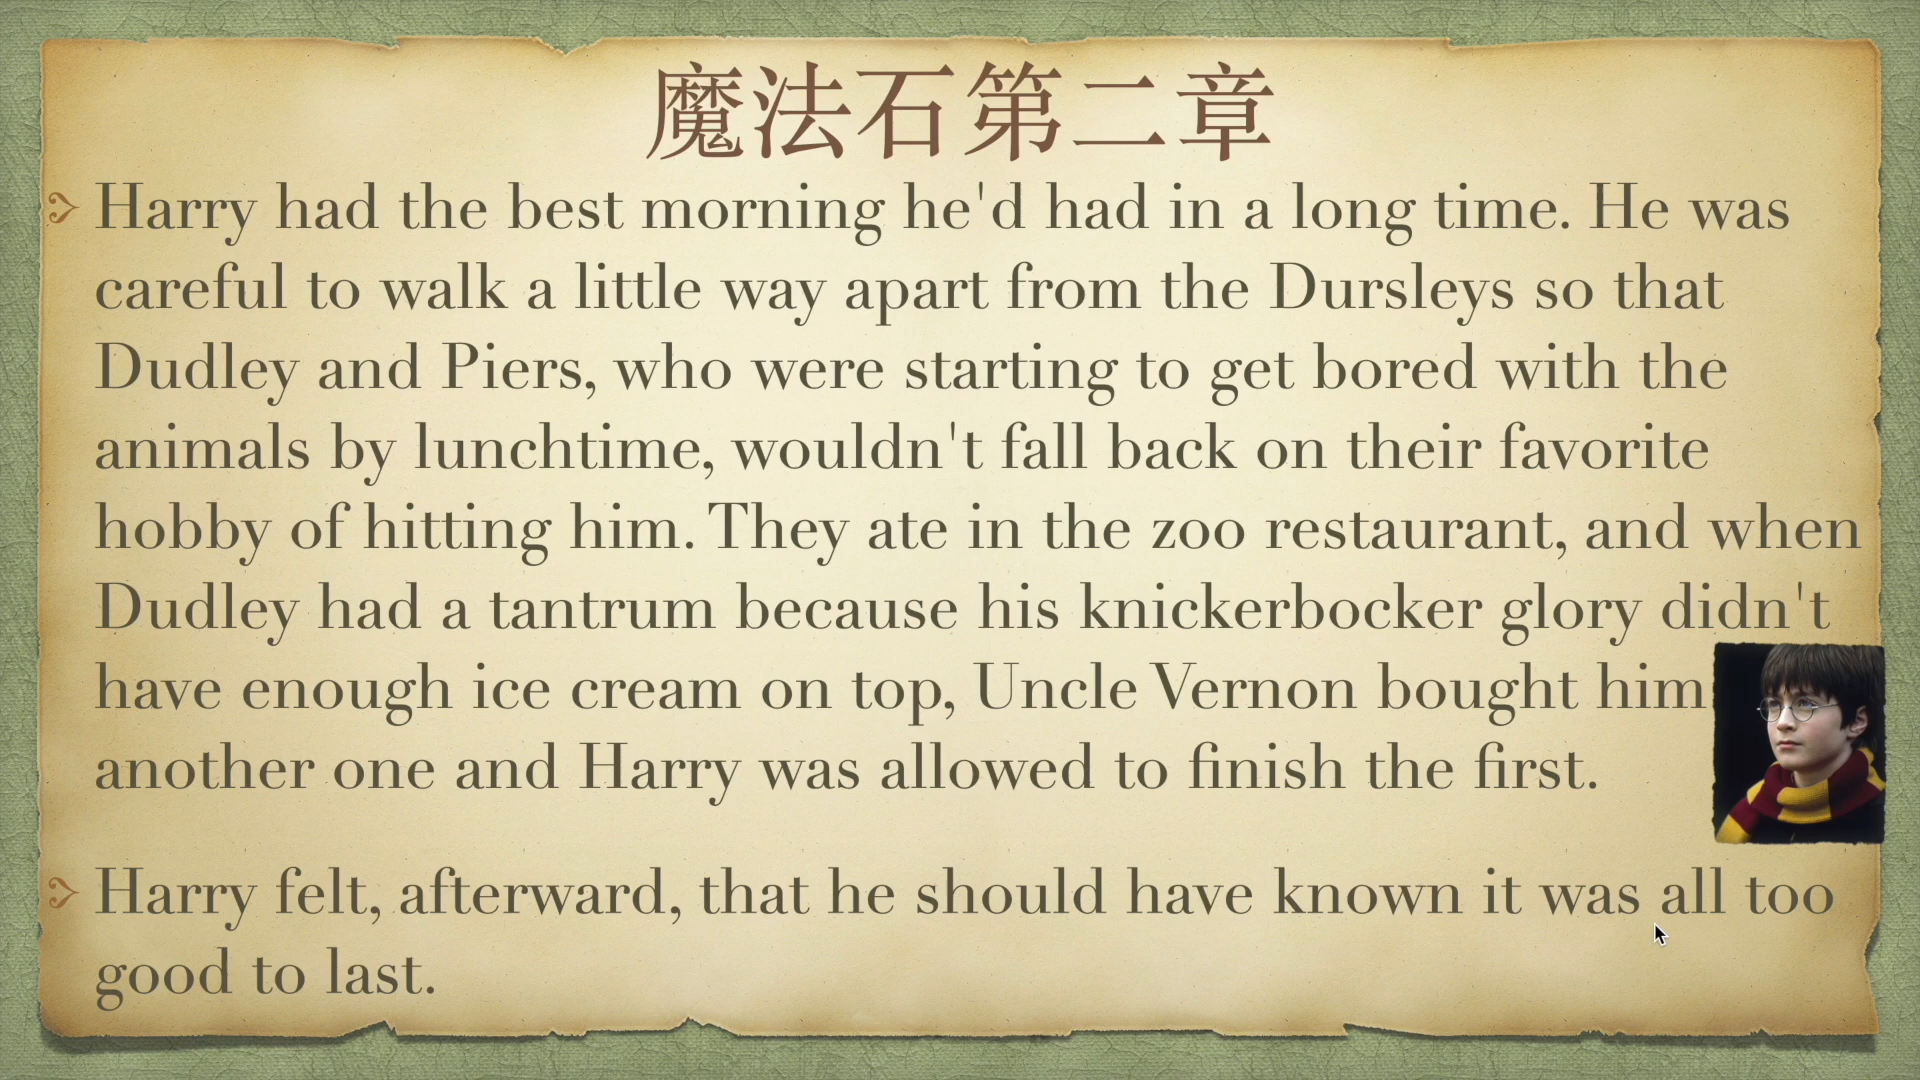 魔法石第二章
Harry had the best morning he'd had in a long time. He was
careful to walk a little way apart from the Dursleys so that
Dudley and Piers, who were starting to get bored with the
animals by lunchtime, wouldn't fall back on their favorite
hobby of hitting him. They ate in the zoo restaurant, and when
Dudley had a tantrum because his knickerbocker glory didn't
have enough ice cream on top, Uncle Vernon bought him
another one and Harry was allowed to finish the first.
Harry felt, afterward, that he should have known it was all too
good to last.